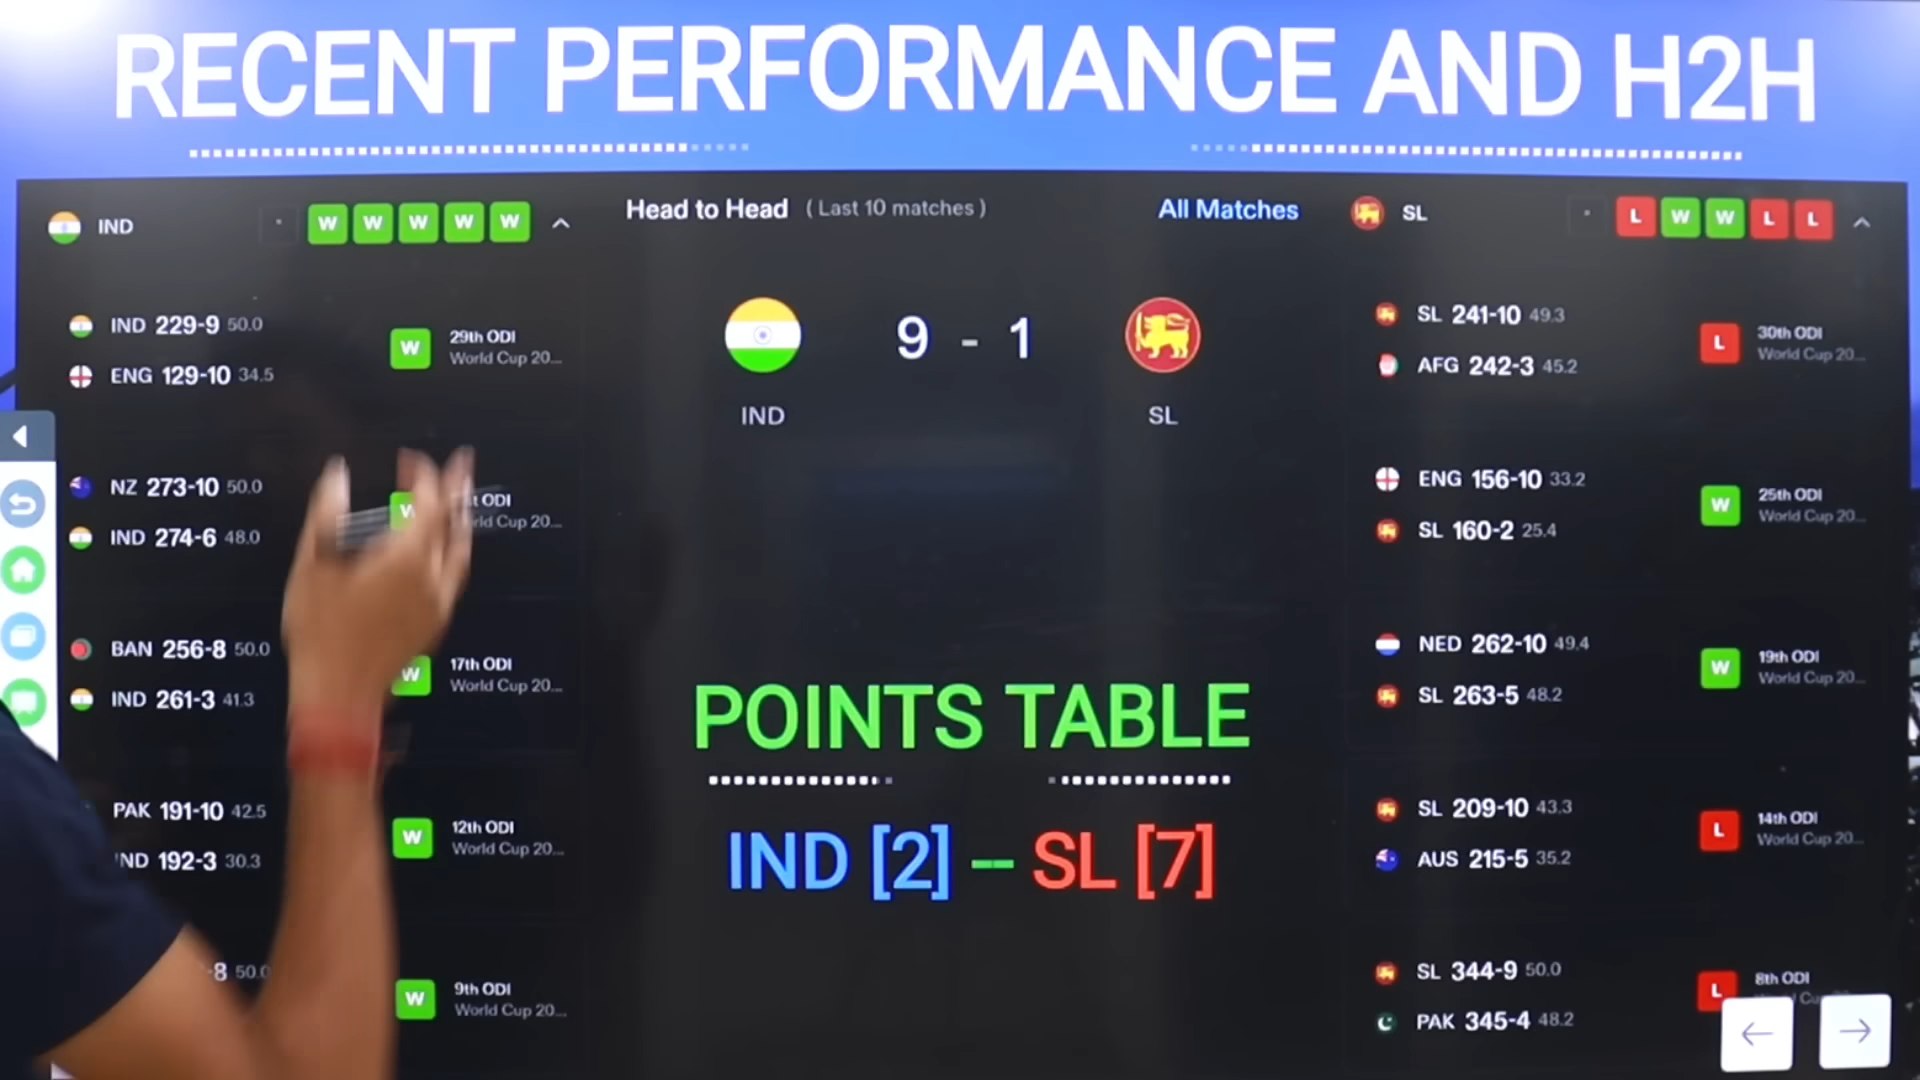 RECENT PERFORMANCE AND H2H
IND
W W W W W
IND 229-9 50.0
ENG 129-10 34.5
W
29th ODI
World Cup 20...
NZ 273-10 50.0
IND 274-6 48.0
ODI
World Cup 20...
BAN 256-8 50.0
IND 261-3 41.3
W
17th ODI
World Cup 20...
PAK 191-10 42.5
IND 192-3 30.3
W
12th ODI
World Cup 20...
-8 50.0
W
9th ODI
World Cup 20...
Head to Head ( Last 10 matches )
All Matches
9 - 1
IND
SL
POINTS TABLE
IND [2] - SL [7]
SL
L W W L L
SL 241-10 49.3
AFG 242-3 45.2
L
30th ODI
World Cup 20...
ENG 156-10 33.2
SL 160-2 25.4
W
25th ODI
World Cup 20...
NED 262-10 49.4
SL 263-5 48.2
W
19th ODI
World Cup 20...
SL 209-10 43.3
AUS 215-5 35.2
L
14th ODI
World Cup 20...
SL 344-9 50.0
PAK 345-4 48.2
L
8th ODI